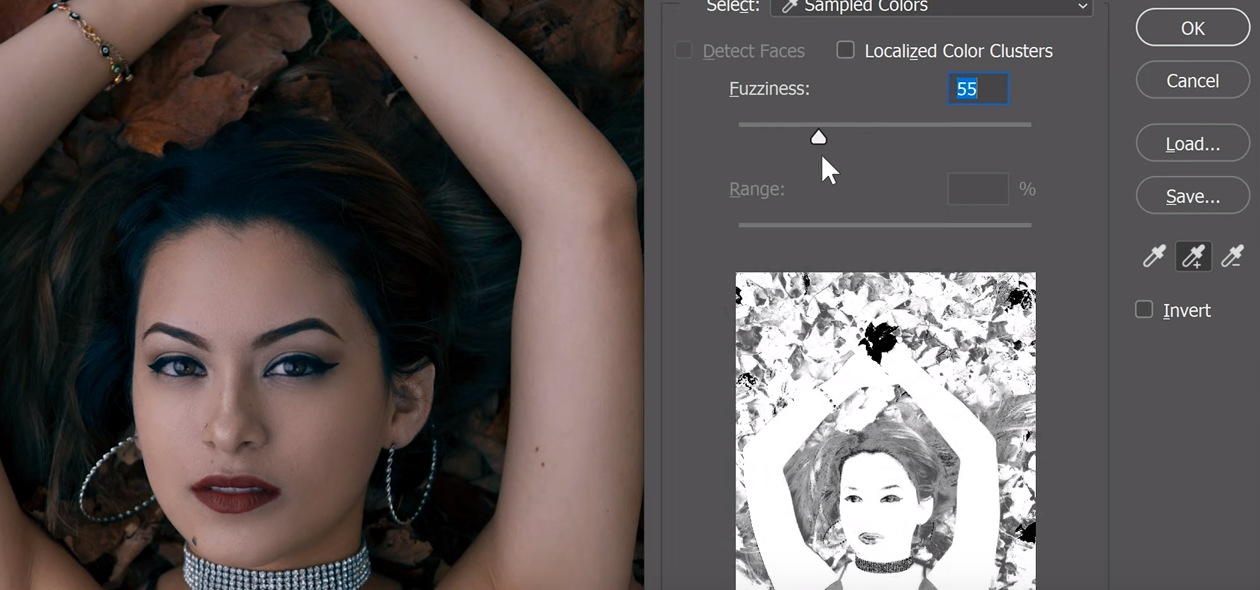 Select: Sampled Colors
Detect Faces
Localized Color Clusters
Fuzziness: 55
Range: %
OK
Cancel
Load...
Save...
Invert